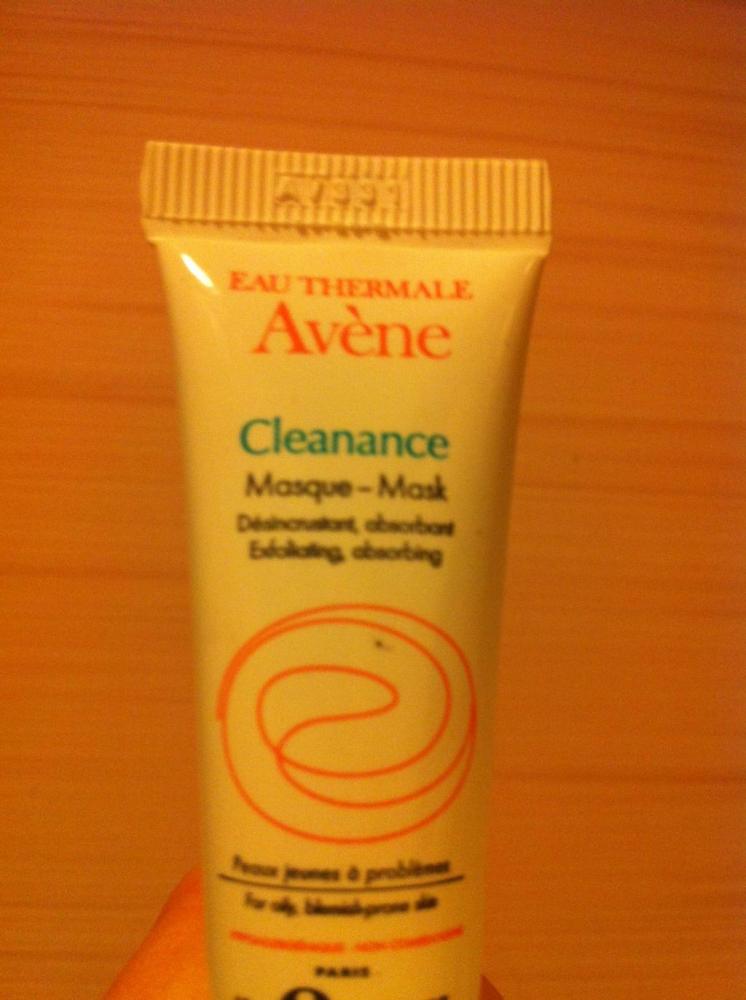 EAU THERMALE
Avène
Cleanance
Masque – Mask
Désincrustant, absorbant
Exfoliating, absorbing
Peaux jeunes à problèmes
For oily, blemish-prone skin
PARIS